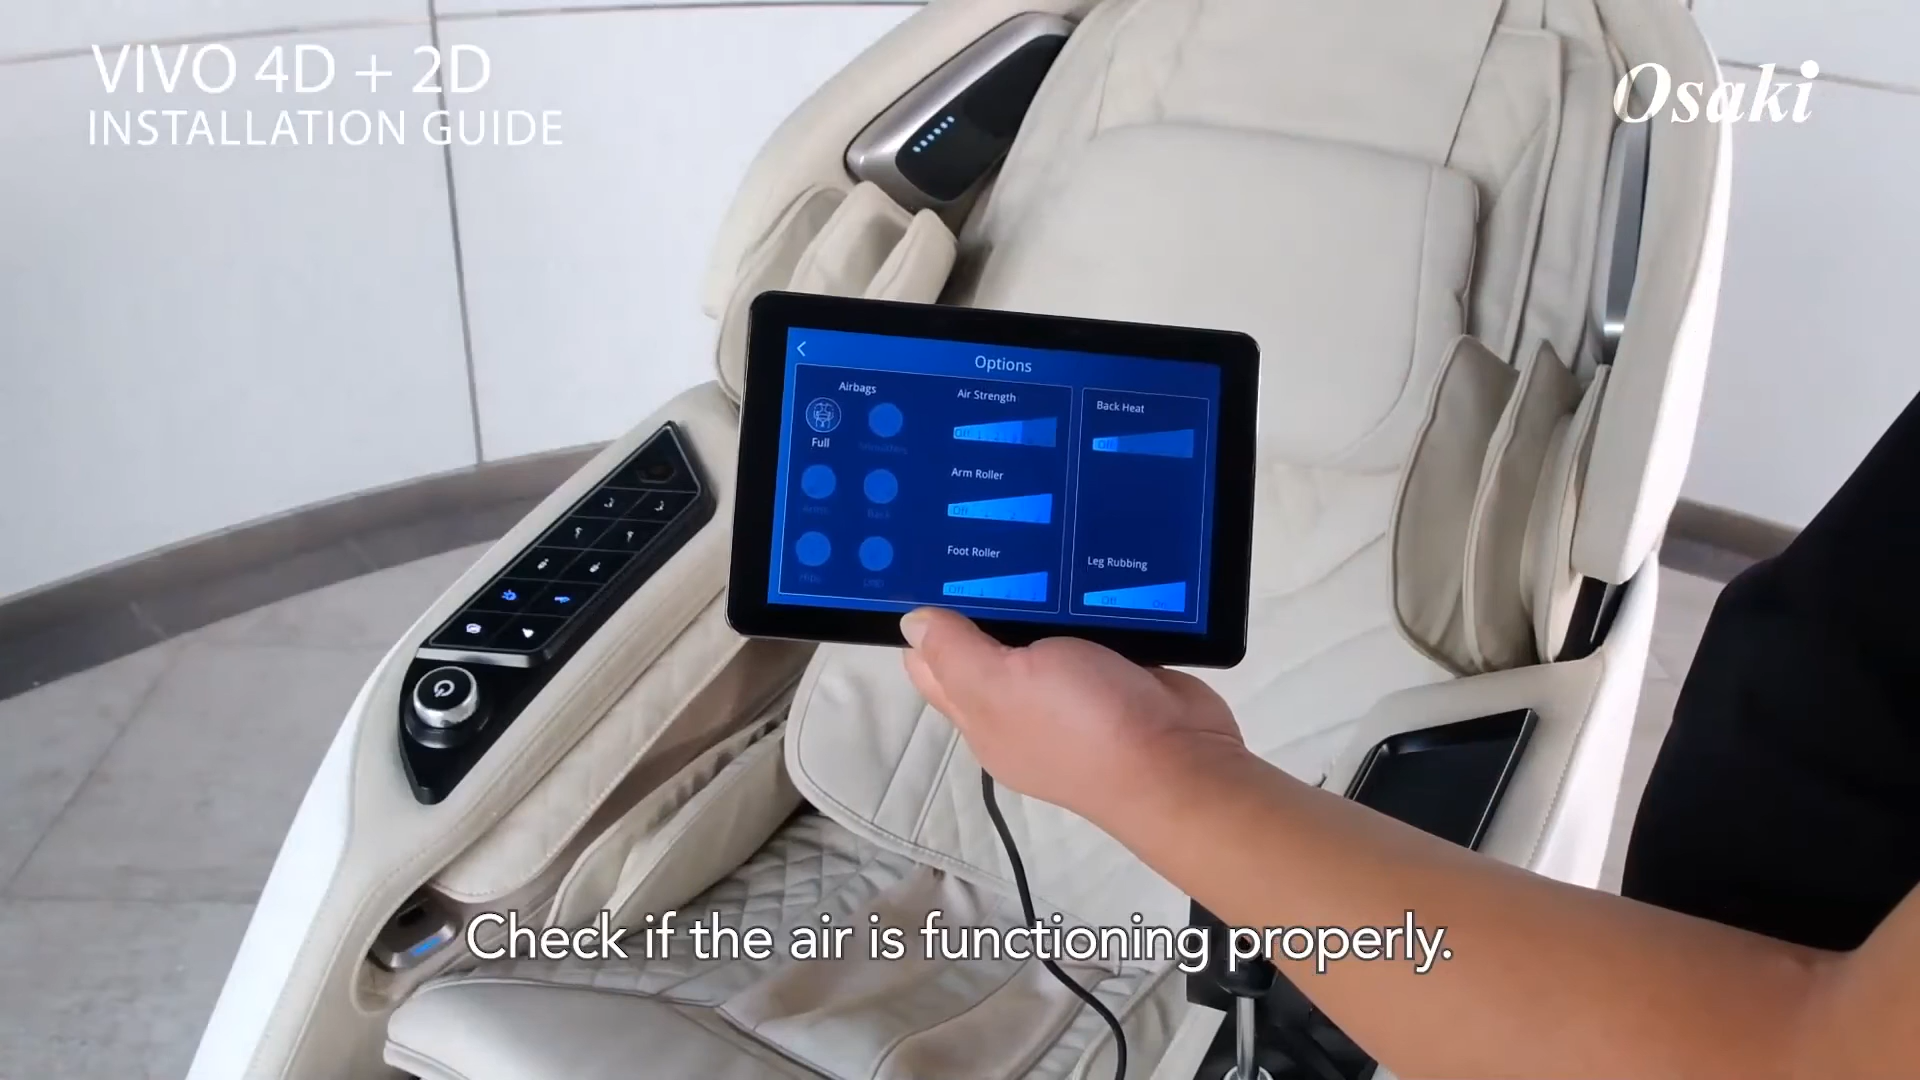 VIVO 4D + 2D
INSTALLATION GUIDE
Osaki
Options
Airbags
Full
Air Strength
Off
Arm Roller
Off
Foot Roller
Off
Back Heat
Off
Leg Rubbing
Off On
Check if the air is functioning properly.